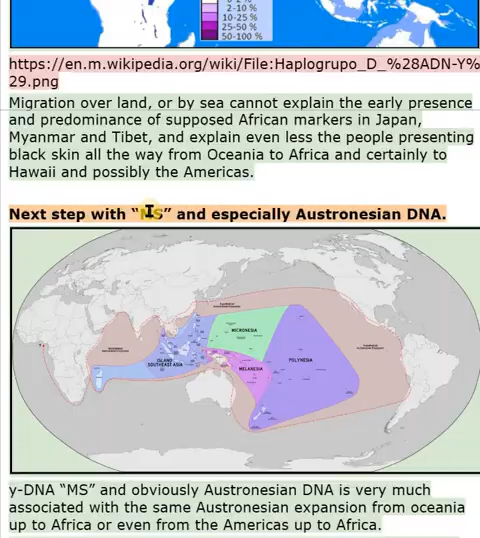 0-2 %
2-10 %
10-25 %
25-50 %
50-100 %
https://en.m.wikipedia.org/wiki/File:Haplogrupo_D_%28ADN-Y%
29.png
Migration over land, or by sea cannot explain the early presence
and predominance of supposed African markers in Japan,
Myanmar and Tibet, and explain even less the people presenting
black skin all the way from Oceania to Africa and certainly to
Hawaii and possibly the Americas.
Next step with “MS” and especially Austronesian DNA.
MICRONESIA
ISLAND
SOUTHEAST ASIA
MELANESIA
POLYNESIA
y-DNA “MS” and obviously Austronesian DNA is very much
associated with the same Austronesian expansion from oceania
up to Africa or even from the Americas up to Africa.